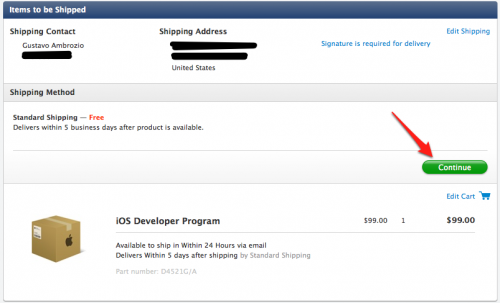 Items to be Shipped
Shipping Contact
Shipping Address
Edit Shipping
Gustavo Ambrozio
Signature is required for delivery
United States
Shipping Method
Standard Shipping — Free
Delivers within 5 business days after product is available.
Continue
Edit Cart
iOS Developer Program
$99.00
1
$99.00
Available to ship in Within 24 Hours via email
Delivers Within 5 days after shipping by Standard Shipping
Part number: D4521G/A